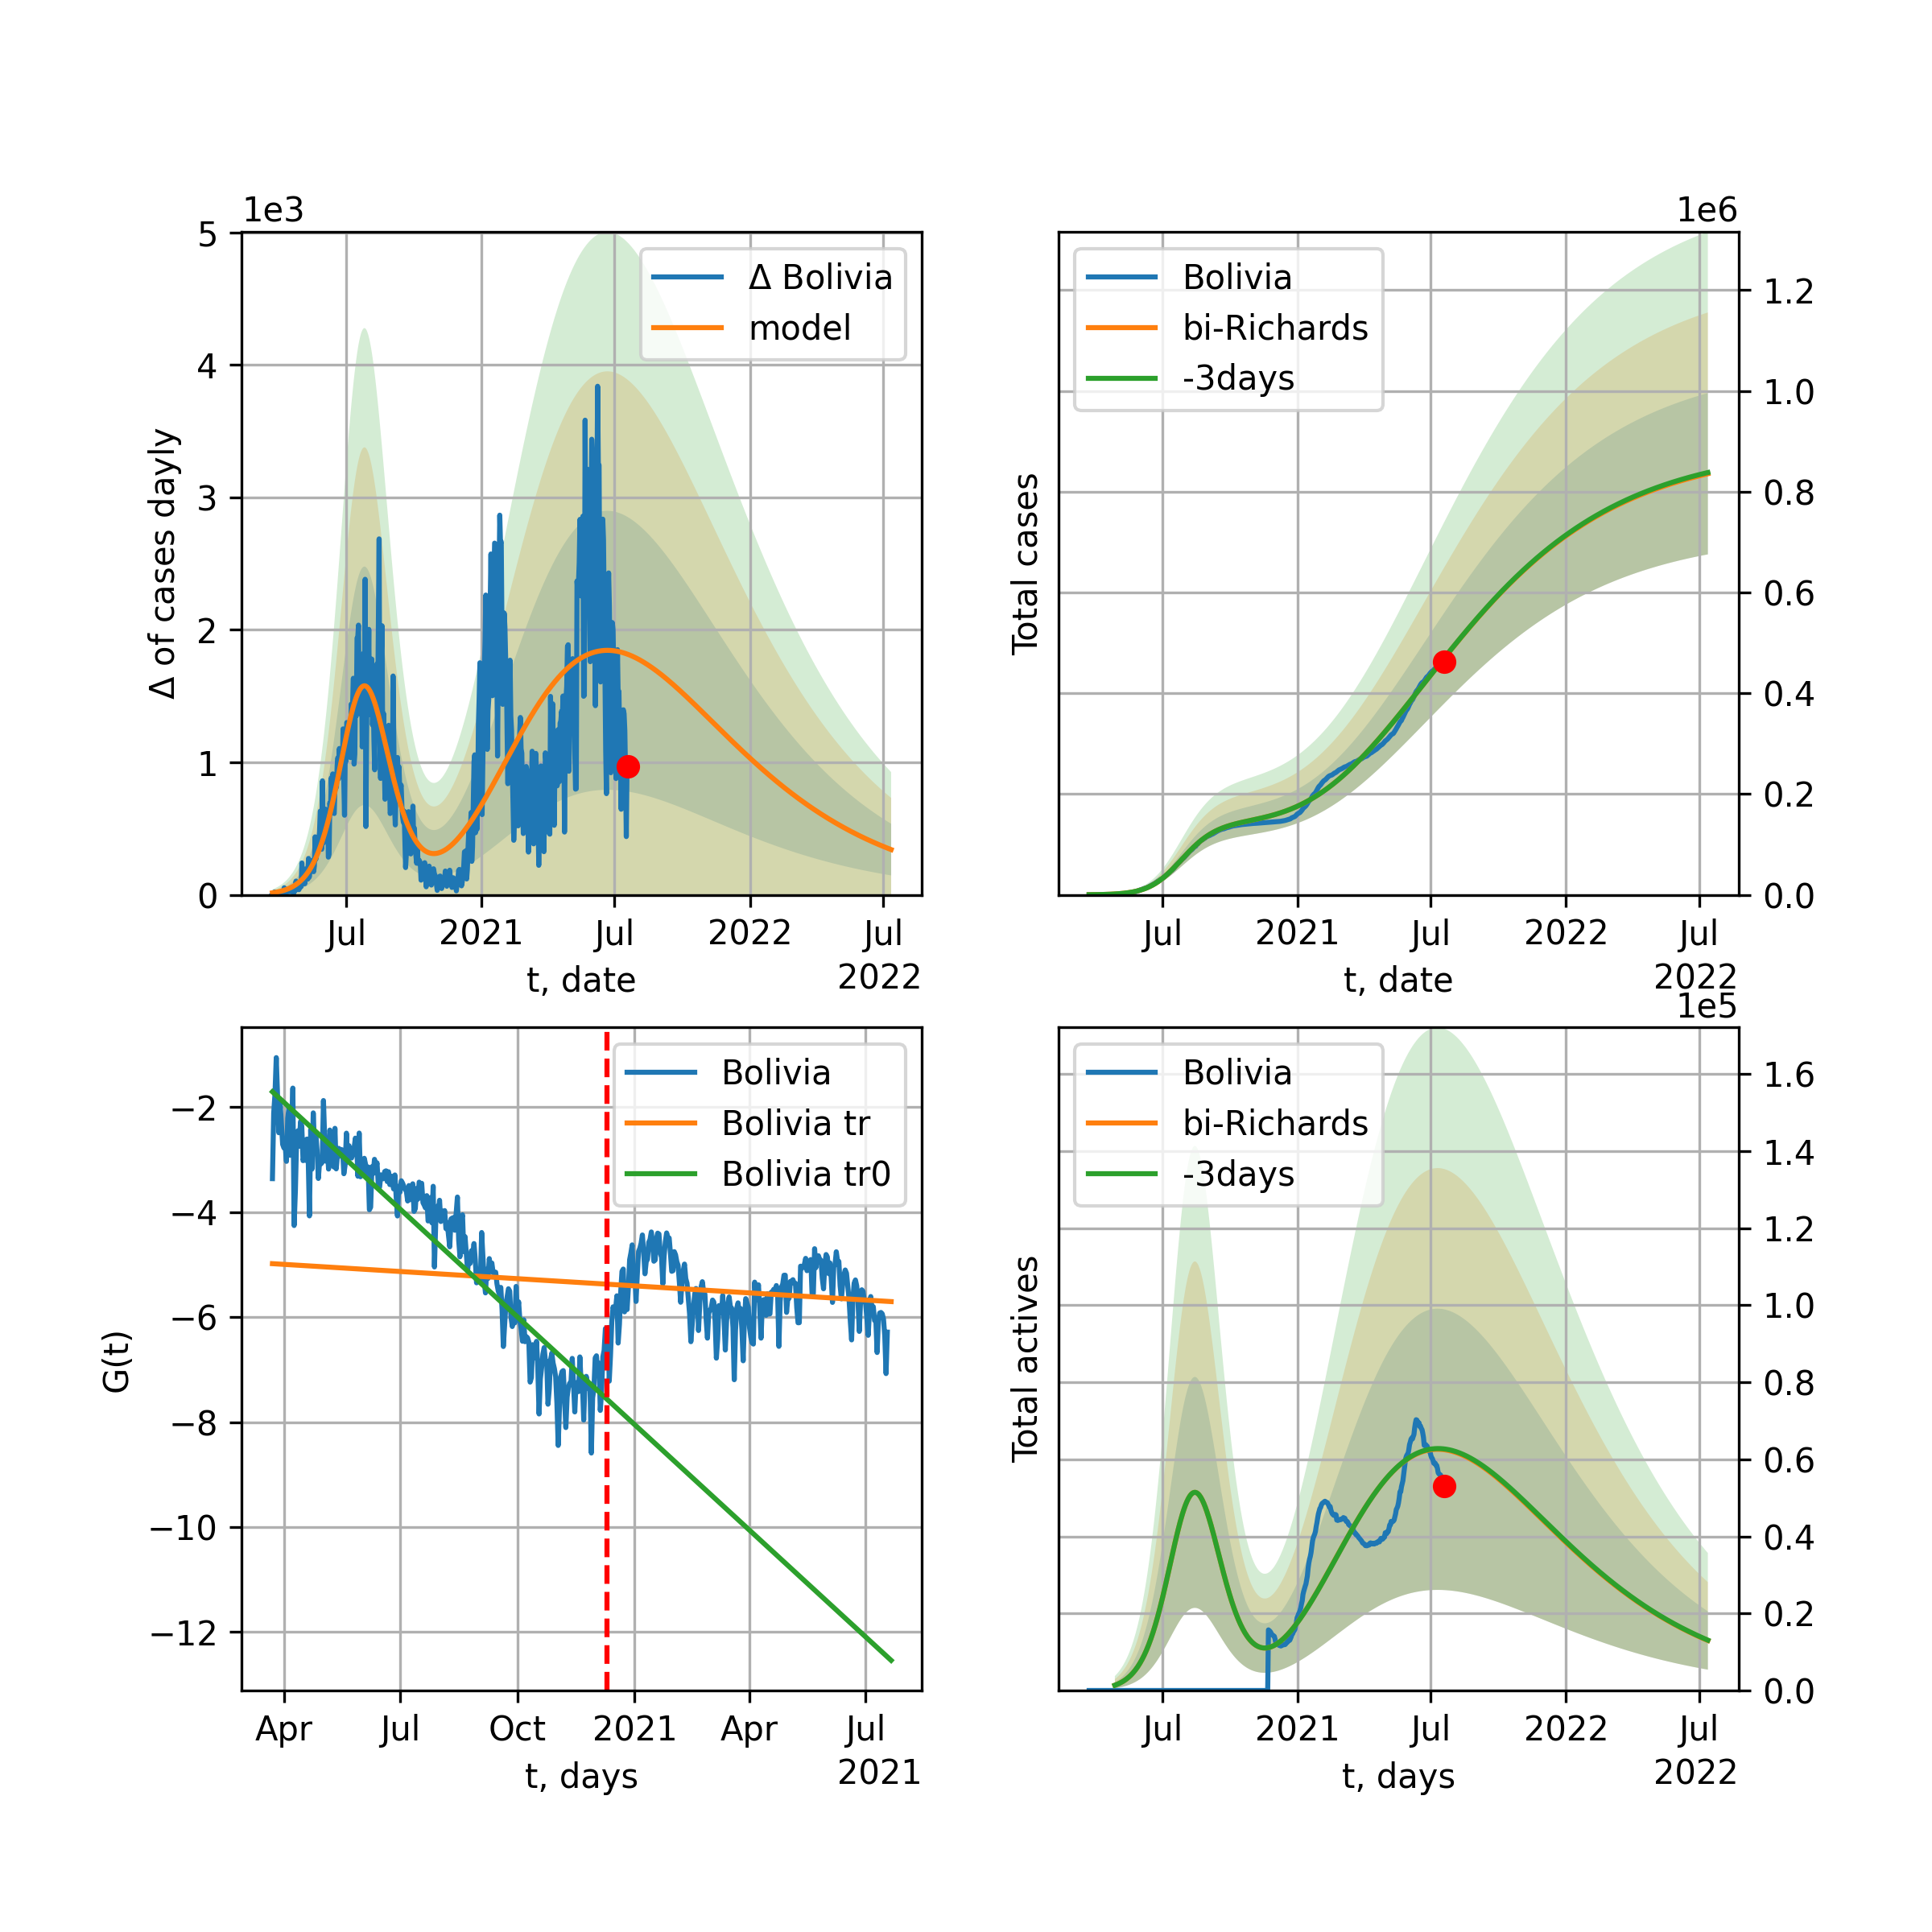 1e3
5
4
3
2
1
0
Δ of cases dayly
Δ Bolivia
model
Jul
2021
Jul
2022
Jul
2022
t, date
1e6
Total cases
Bolivia
bi-Richards
-3days
1.2
1.0
0.8
0.6
0.4
0.2
0.0
Jul
2021
Jul
2022
Jul
2022
t, date
G(t)
−2
−4
−6
−8
−10
−12
Bolivia
Bolivia tr
Bolivia tr0
Apr
Jul
Oct
2021
Apr
Jul
2021
t, days
1e5
Total actives
Bolivia
bi-Richards
-3days
1.6
1.4
1.2
1.0
0.8
0.6
0.4
0.2
0.0
Jul
2021
Jul
2022
Jul
2022
t, days